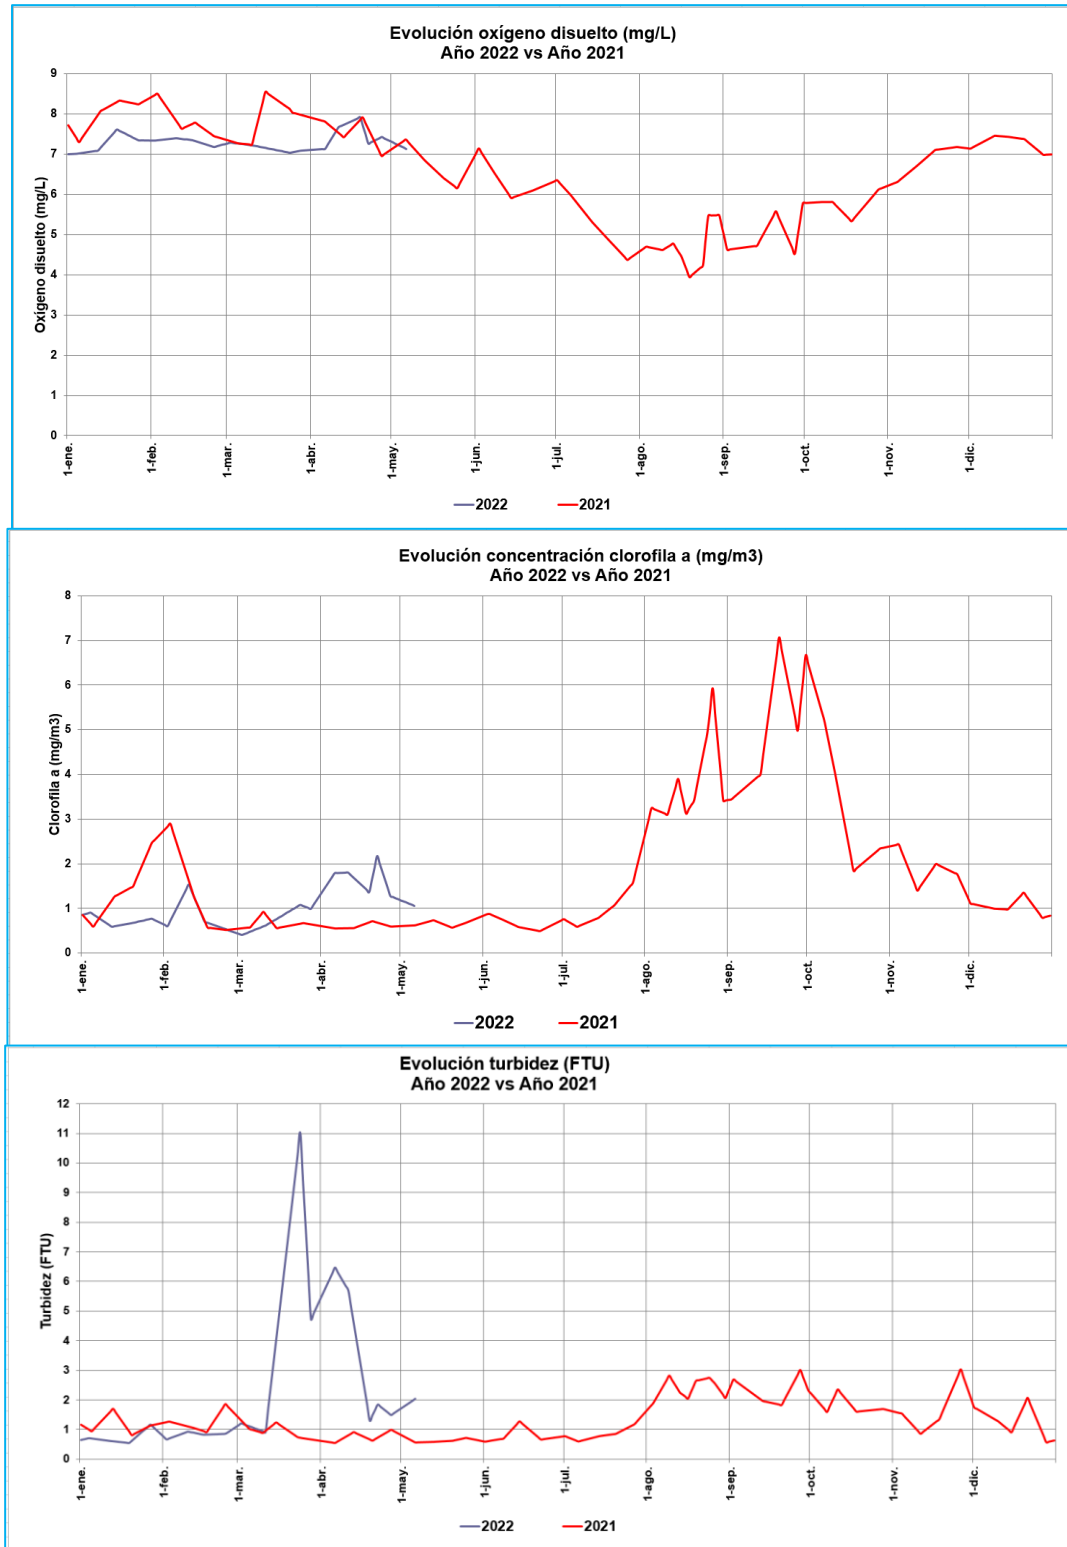 Evolución oxígeno disuelto (mg/L)
Año 2022 vs Año 2021
Oxígeno disuelto (mg/L)
9
8
7
6
5
4
3
2
1
0
1-ene.
1-feb.
1-mar.
1-abr.
1-may.
1-jun.
1-jul.
1-ago.
1-sep.
1-oct.
1-nov.
1-dic.
2022
2021
Evolución concentración clorofila a (mg/m3)
Año 2022 vs Año 2021
Clorofila a (mg/m3)
8
7
6
5
4
3
2
1
0
1-ene.
1-feb.
1-mar.
1-abr.
1-may.
1-jun.
1-jul.
1-ago.
1-sep.
1-oct.
1-nov.
1-dic.
2022
2021
Evolución turbidez (FTU)
Año 2022 vs Año 2021
Turbidez (FTU)
12
11
10
9
8
7
6
5
4
3
2
1
0
1-ene.
1-feb.
1-mar.
1-abr.
1-may.
1-jun.
1-jul.
1-ago.
1-sep.
1-oct.
1-nov.
1-dic.
2022
2021